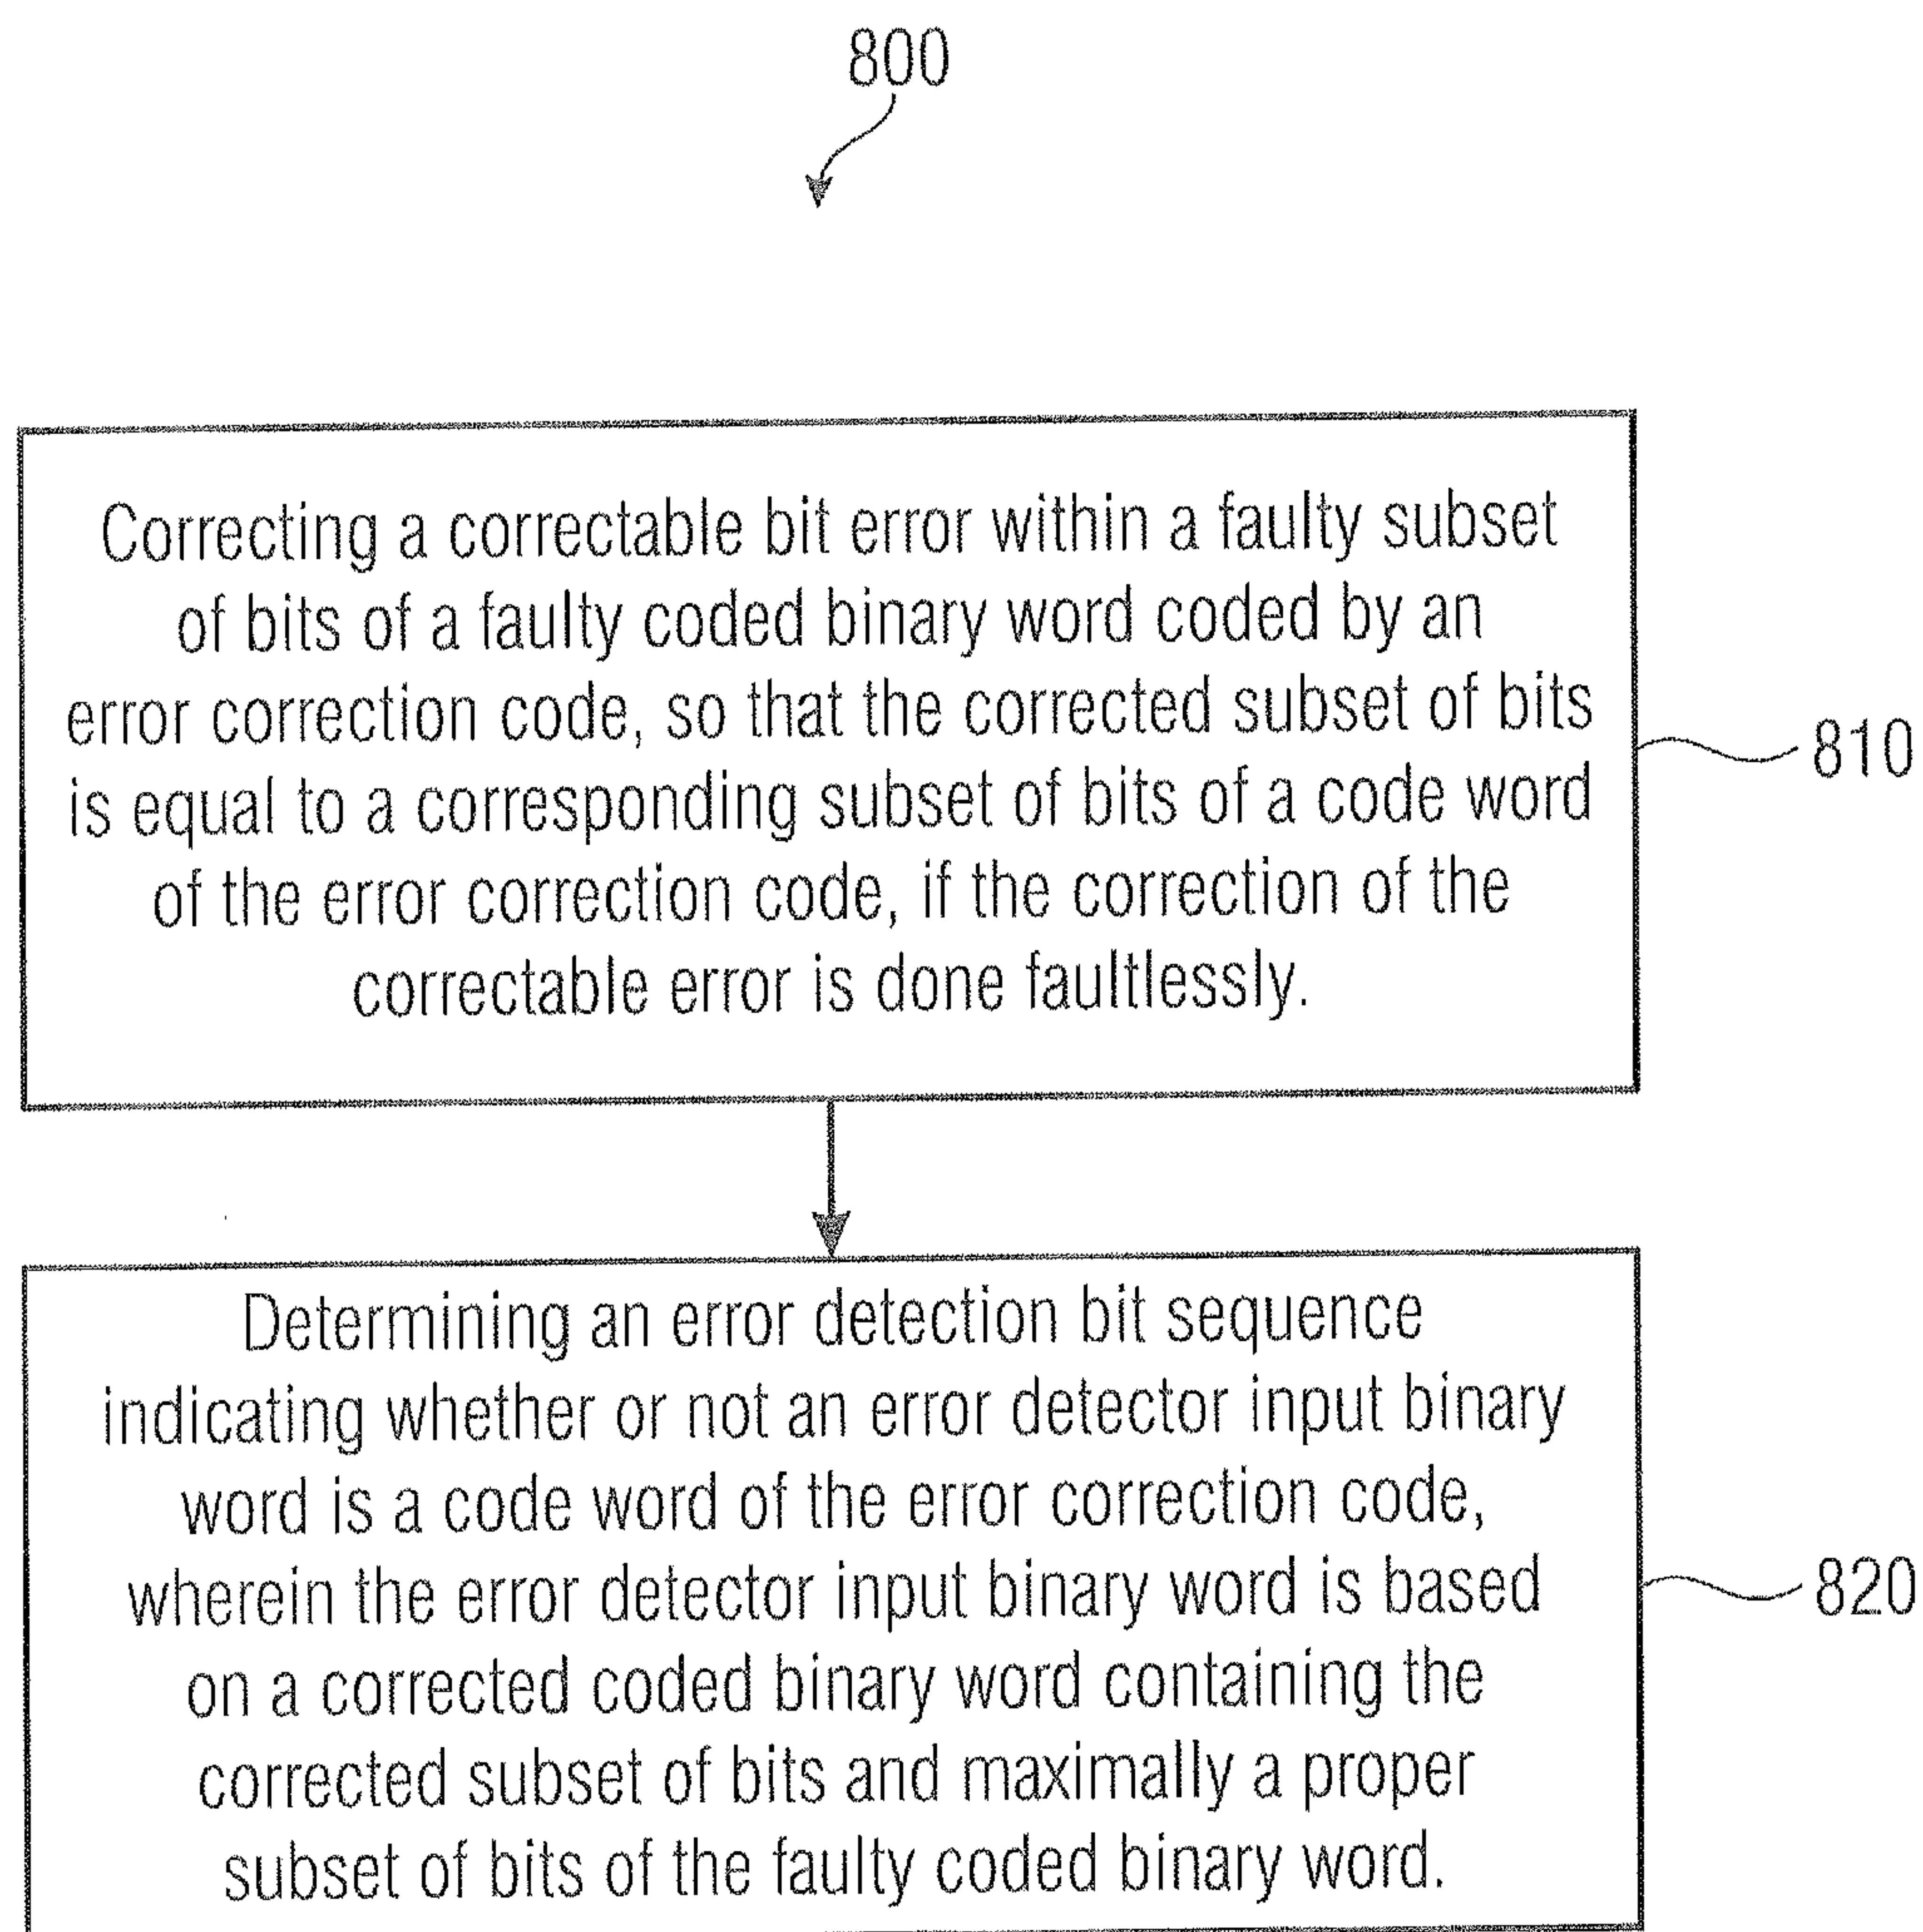 800
Correcting a correctable bit error within a faulty subset
of bits of a faulty coded binary word coded by an
error correction code, so that the corrected subset of bits
is equal to a corresponding subset of bits of a code word
of the error correction code, if the correction of the
correctable error is done faultlessly.
810
Determining an error detection bit sequence
indicating whether or not an error detector input binary
word is a code word of the error correction code,
wherein the error detector input binary word is based
on a corrected coded binary word containing the
corrected subset of bits and maximally a proper
subset of bits of the faulty coded binary word.
820